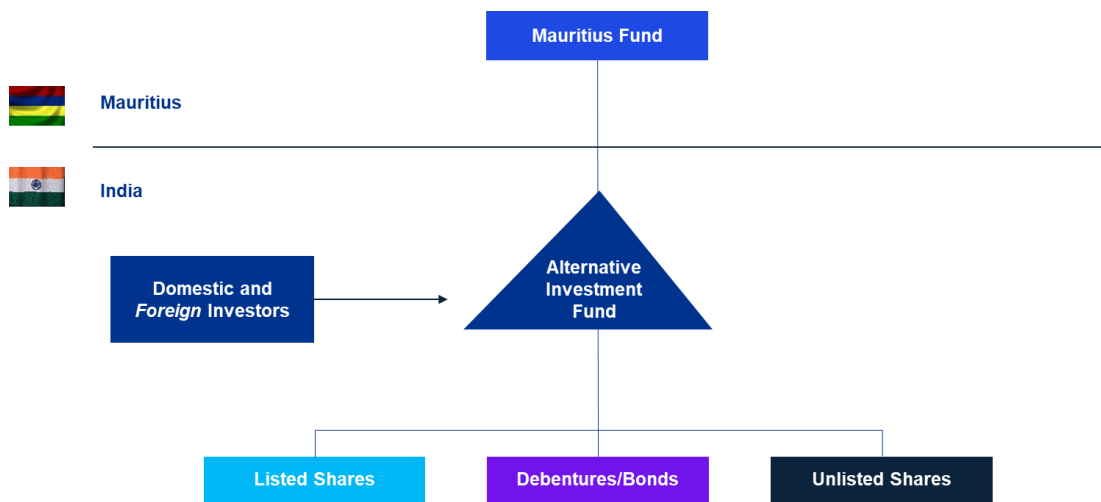 Mauritius Fund
Mauritius
India
Domestic and
Foreign Investors
Alternative
Investment
Fund
Listed Shares
Debentures/Bonds
Unlisted Shares